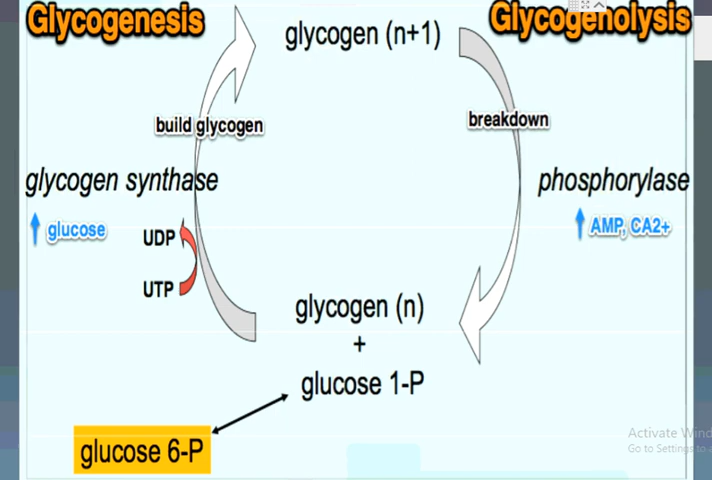 Glycogenesis
Glycogenolysis
glycogen (n+1)
build glycogen
breakdown
glycogen synthase
phosphorylase
glucose
AMP, CA2+
UDP
UTP
glycogen (n)
+
glucose 1-P
glucose 6-P
Activate Wind
Go to Settings to a